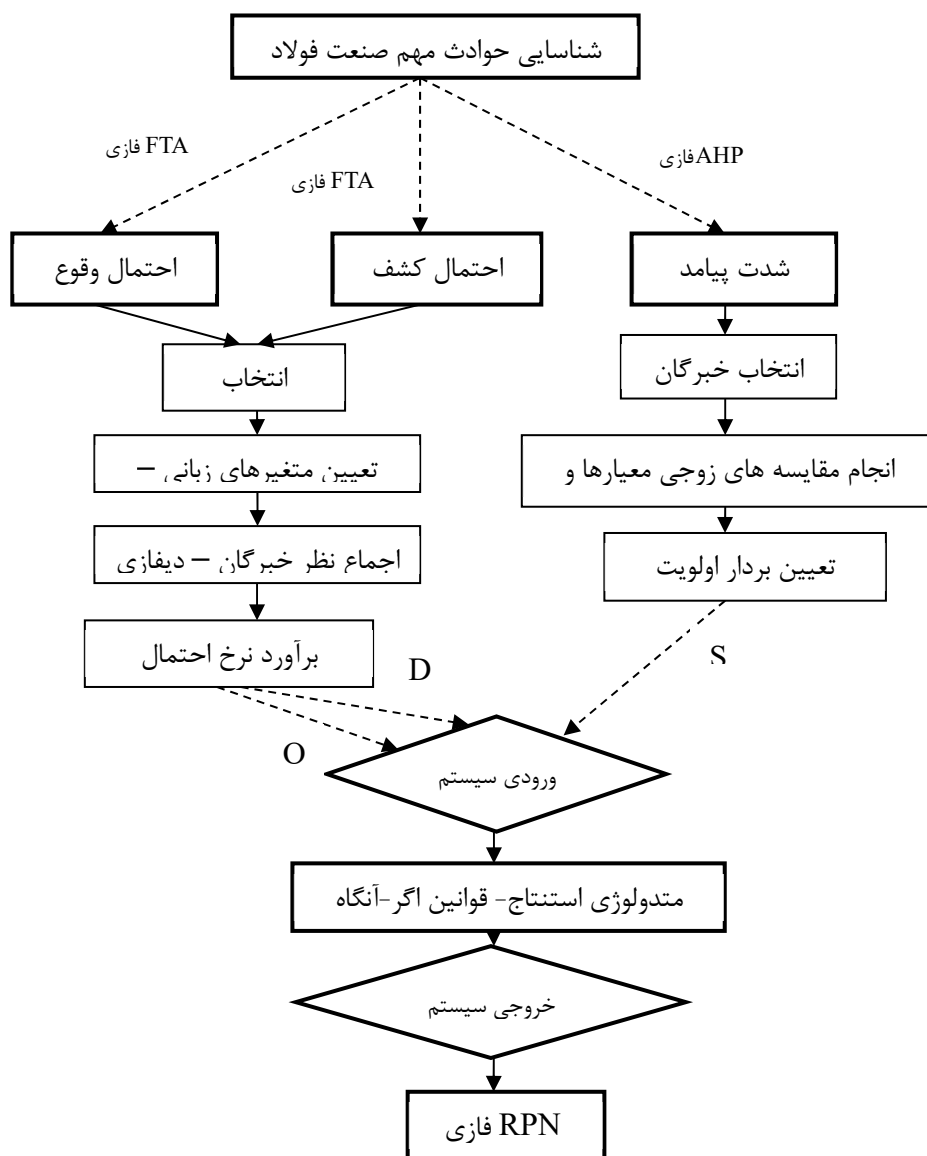 شناسایی حوادث مهم صنعت فولاد
FTA فازی
FTA فازی
AHP فازی
احتمال وقوع
احتمال کشف
شدت پیامد
انتخاب
انتخاب خبرگان
تعیین متغیرهای زبانی –
انجام مقایسه های زوجی معیارها و
اجماع نظر خبرگان – دیفازی
تعیین بردار اولویت
برآورد نرخ احتمال
D
S
O
ورودی سیستم
متدولوژی استنتاج- قوانین اگر-آنگاه
خروجی سیستم
RPN فازی